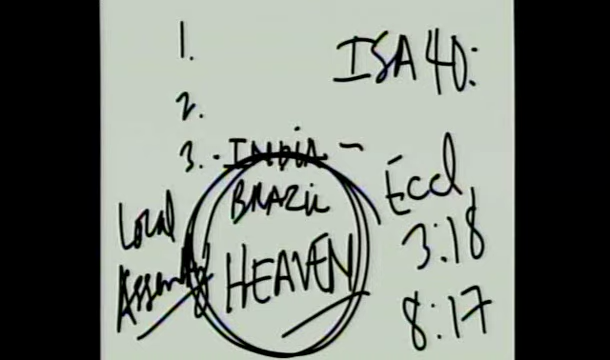 1.
ISA 40:
2.
3. - INDIA -
BRAZIL
HEAVEN
Local
Assembly
Eccl,
3:18
8:17